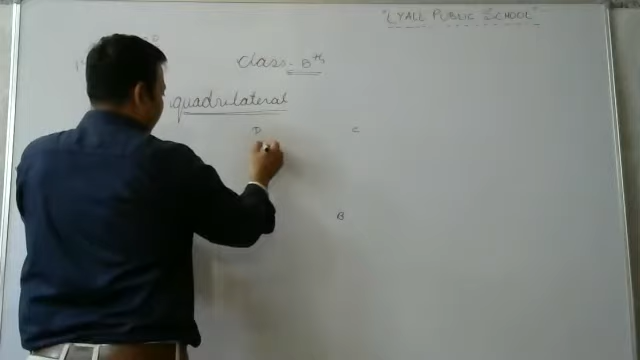 "LYALL PUBLIC SCHOOL"
Class - 8th
quadrilateral
D C
B